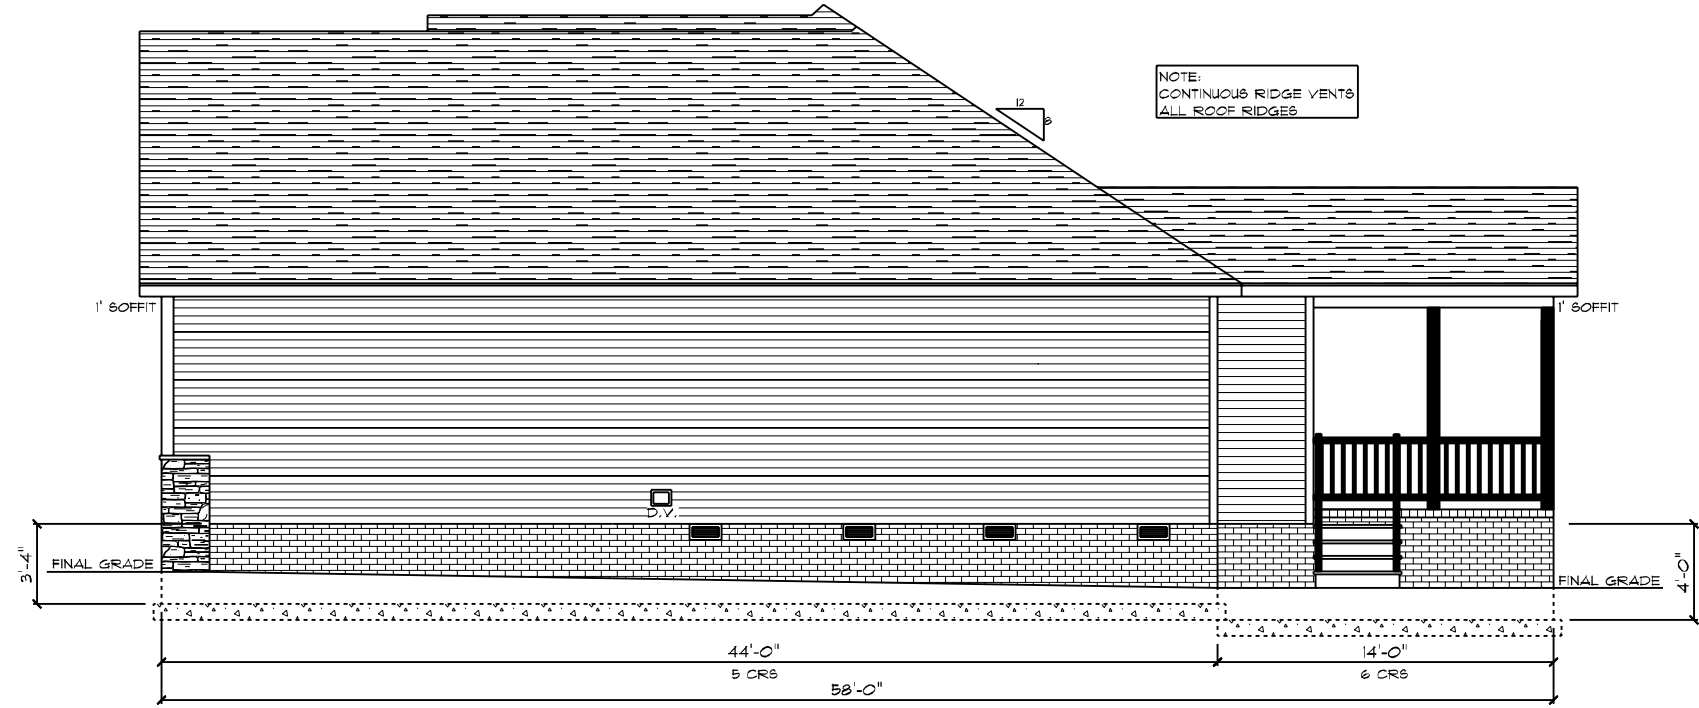 NOTE:
CONTINUOUS RIDGE VENTS
ALL ROOF RIDGES
12
8
1' SOFFIT
1' SOFFIT
D.V.
3'-4"
FINAL GRADE
FINAL GRADE
4'-0"
44'-0"
14'-0"
5 CRS
6 CRS
58'-0"